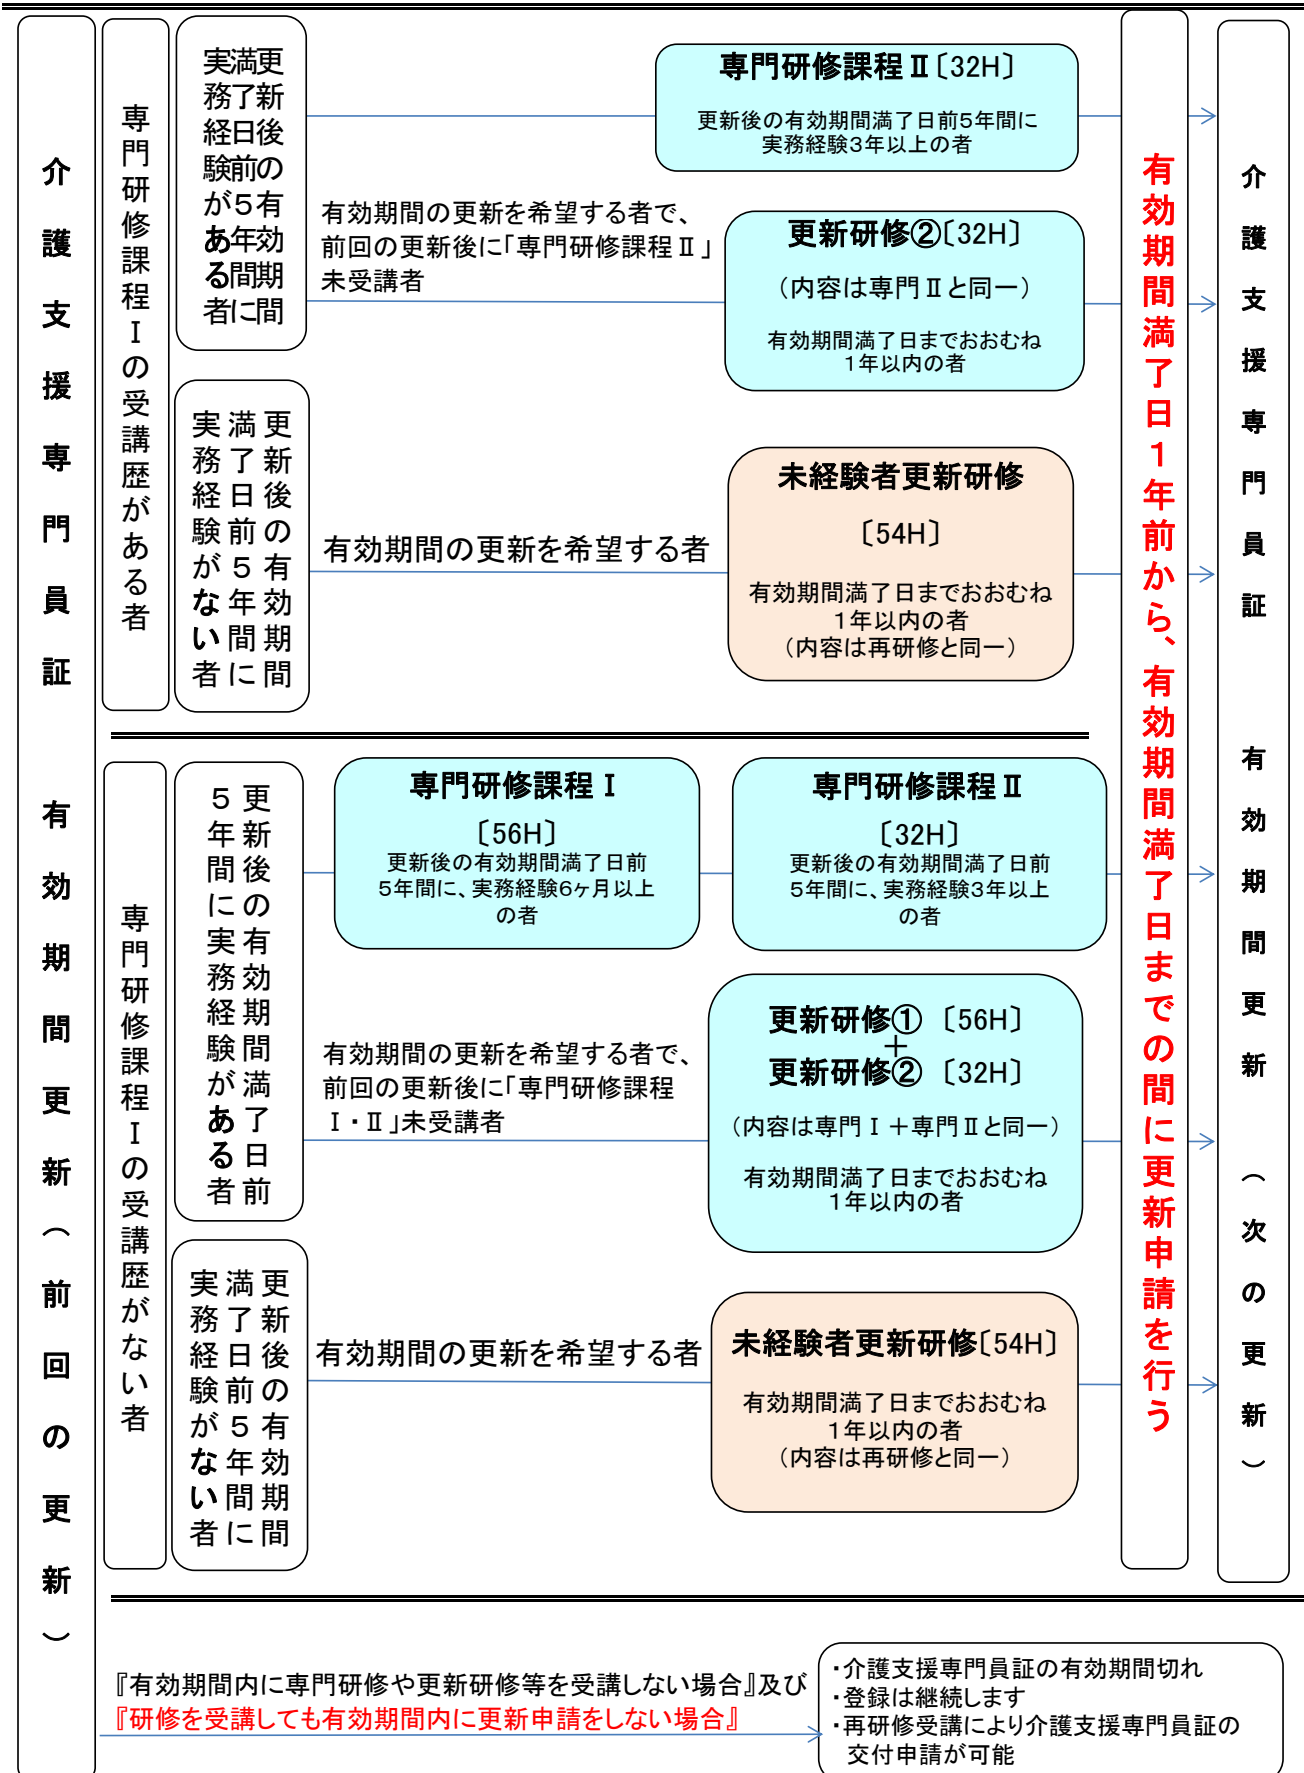 介護支援専門員証 有効期間更新(前回の更新)
専門研修課程Ⅰの受講歴がある者
更新後の有効期間
満了日前5年間に
実務経験がある者
専門研修課程Ⅱ〔32H〕
更新後の有効期間満了日前5年間に
実務経験3年以上の者
有効期間の更新を希望する者で、
前回の更新後に「専門研修課程Ⅱ」
未受講者
更新研修②〔32H〕
(内容は専門Ⅱと同一)
有効期間満了日までおおむね
1年以内の者
更新後の有効期間
満了日前5年間に
実務経験がない者
有効期間の更新を希望する者
未経験者更新研修
〔54H〕
有効期間満了日までおおむね
1年以内の者
(内容は再研修と同一)
専門研修課程Ⅰの受講歴がない者
更新後の有効期間満了日前
5年間に実務経験がある者
専門研修課程Ⅰ
〔56H〕
更新後の有効期間満了日前
5年間に、実務経験6ヶ月以上
の者
専門研修課程Ⅱ
〔32H〕
更新後の有効期間満了日前
5年間に、実務経験3年以上
の者
有効期間の更新を希望する者で、
前回の更新後に「専門研修課程
Ⅰ・Ⅱ」未受講者
更新研修①〔56H〕
+
更新研修②〔32H〕
(内容は専門Ⅰ+専門Ⅱと同一)
有効期間満了日までおおむね
1年以内の者
更新後の有効期間
満了日前5年間に
実務経験がない者
有効期間の更新を希望する者
未経験者更新研修〔54H〕
有効期間満了日までおおむね
1年以内の者
(内容は再研修と同一)
有効期間満了日1年前から、有効期間満了日までの間に更新申請を行う
介護支援専門員証 有効期間更新 (次の更新)
『有効期間内に専門研修や更新研修等を受講しない場合』及び
『研修を受講しても有効期間内に更新申請をしない場合』
・介護支援専門員証の有効期間切れ
・登録は継続します
・再研修受講により介護支援専門員証の
交付申請が可能